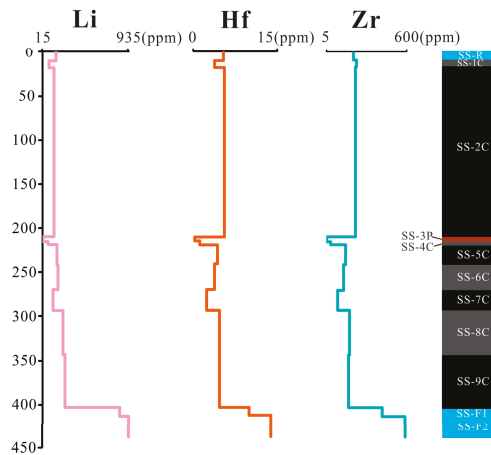 Li Hf Zr
15 935(ppm) 0 15(ppm) 5 600(ppm)
0
50
100
150
200
250
300
350
400
450
SS-R
SS-1C
SS-2C
SS-3P
SS-4C
SS-5C
SS-6C
SS-7C
SS-8C
SS-9C
SS-F1
SS-F2